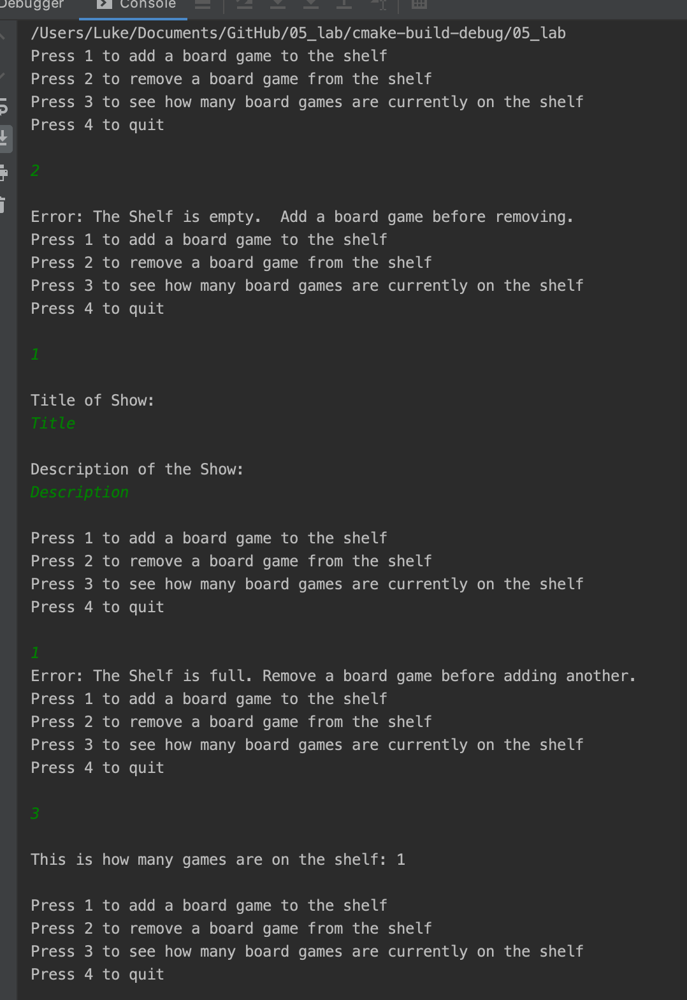 Debugger Console
/Users/Luke/Documents/GitHub/05_lab/cmake-build-debug/05_lab
Press 1 to add a board game to the shelf
Press 2 to remove a board game from the shelf
Press 3 to see how many board games are currently on the shelf
Press 4 to quit
2
Error: The Shelf is empty.  Add a board game before removing.
Press 1 to add a board game to the shelf
Press 2 to remove a board game from the shelf
Press 3 to see how many board games are currently on the shelf
Press 4 to quit
1
Title of Show:
Title
Description of the Show:
Description
Press 1 to add a board game to the shelf
Press 2 to remove a board game from the shelf
Press 3 to see how many board games are currently on the shelf
Press 4 to quit
1
Error: The Shelf is full. Remove a board game before adding another.
Press 1 to add a board game to the shelf
Press 2 to remove a board game from the shelf
Press 3 to see how many board games are currently on the shelf
Press 4 to quit
3
This is how many games are on the shelf: 1
Press 1 to add a board game to the shelf
Press 2 to remove a board game from the shelf
Press 3 to see how many board games are currently on the shelf
Press 4 to quit